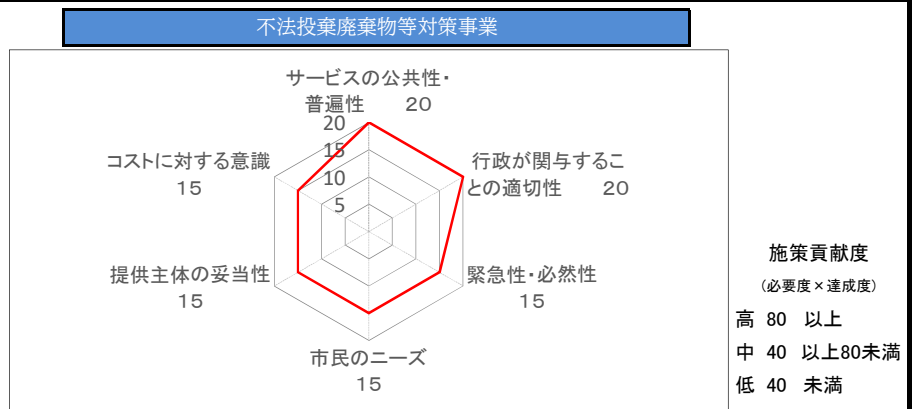 不法投棄廃棄物等対策事業
サービスの公共性・
普遍性　20
20
15
10
5
行政が関与するこ
との適切性　20
緊急性・必然性
15
市民のニーズ
15
提供主体の妥当性
15
コストに対する意識
15
施策貢献度
（必要度×達成度）
高 80 以上
中 40 以上80未満
低 40 未満